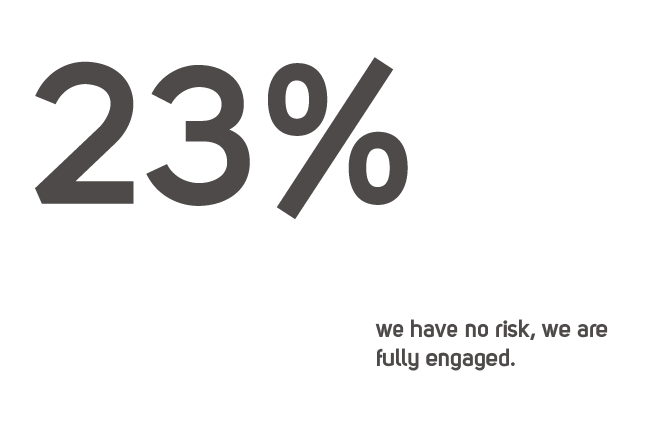 23%
we have no risk, we are
fully engaged.